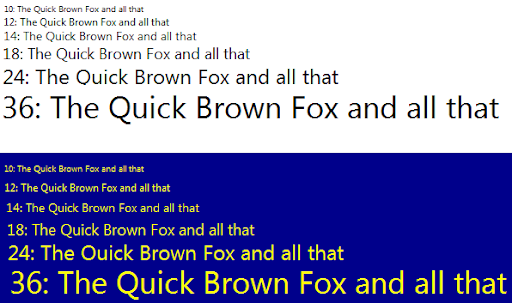 10: The Quick Brown Fox and all that
12: The Quick Brown Fox and all that
14: The Quick Brown Fox and all that
18: The Quick Brown Fox and all that
24: The Quick Brown Fox and all that
36: The Quick Brown Fox and all that
10: The Quick Brown Fox and all that
12: The Quick Brown Fox and all that
14: The Quick Brown Fox and all that
18: The Quick Brown Fox and all that
24: The Ouick Brown Fox and all that
36: The Quick Brown Fox and all that